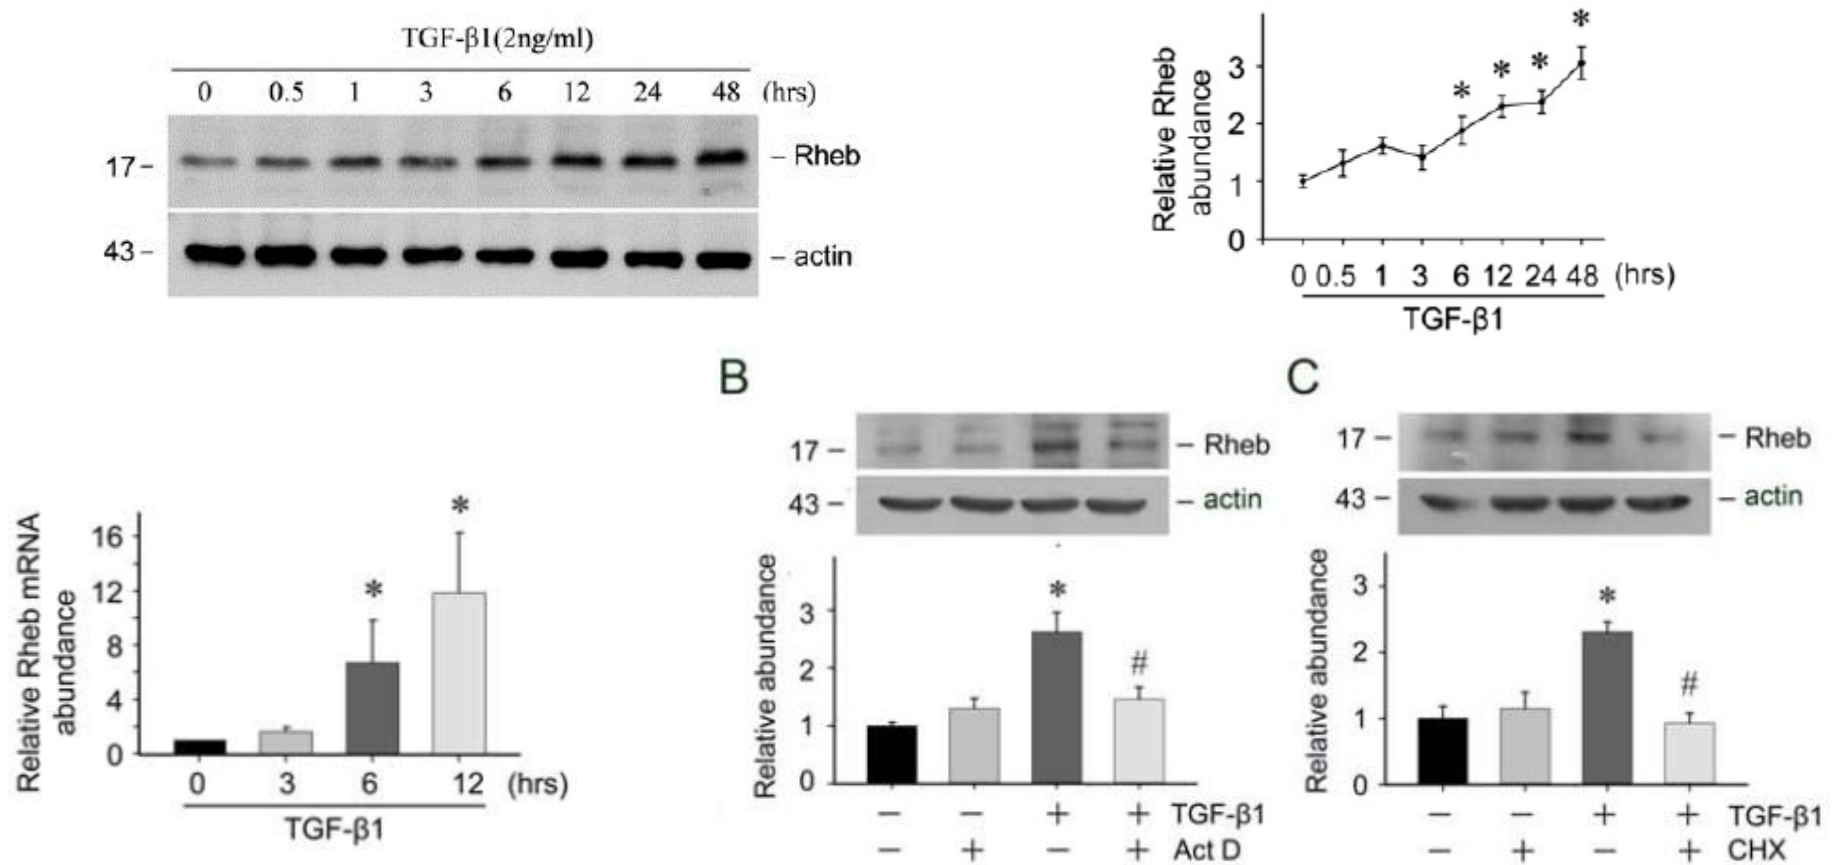 TGF-β1(2ng/ml)
0 0.5 1 3 6 12 24 48 (hrs)
17 – – Rheb
43 – – actin
Relative Rheb
abundance
3
2
1
0
* * * *
0 0.5 1 3 6 12 24 48 (hrs)
TGF-β1
Relative Rheb mRNA
abundance
16
12
8
4
0
* *
0 3 6 12 (hrs)
TGF-β1
B
17 – – Rheb
43 – – actin
Relative abundance
3
2
1
0
* #
– – + + TGF-β1
– + – + Act D
C
17 – – Rheb
43 – – actin
Relative abundance
3
2
1
0
* #
– – + + TGF-β1
– + – + CHX